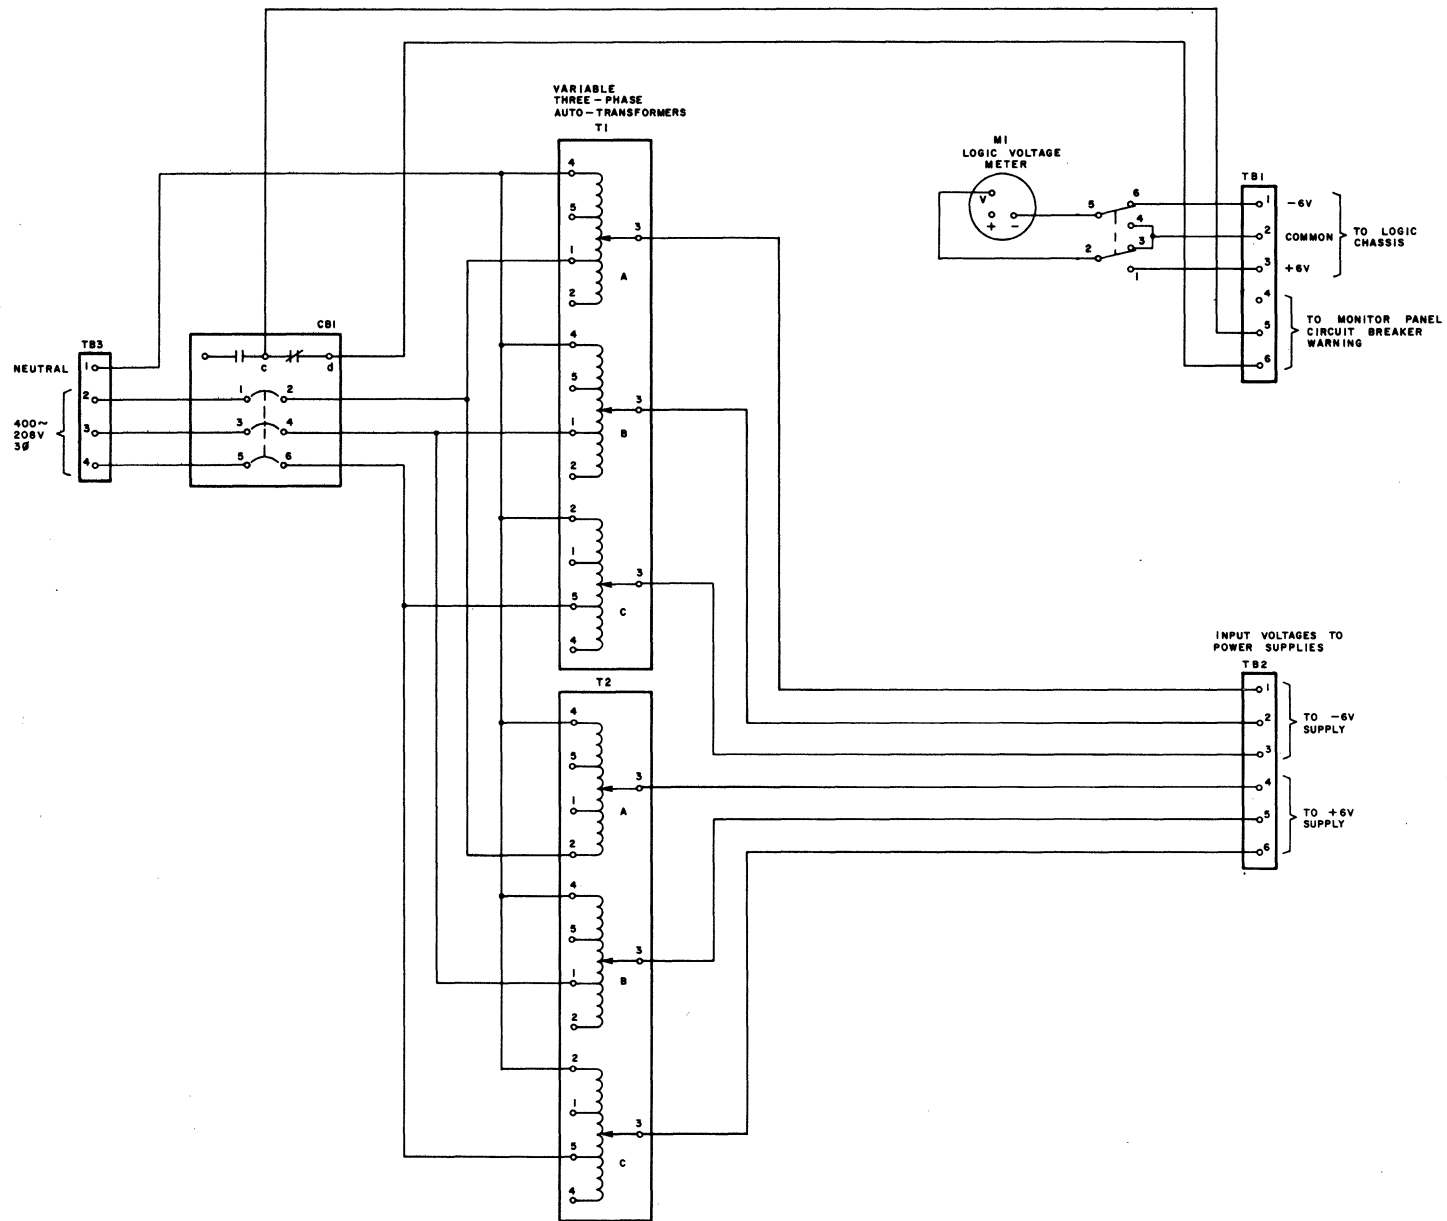 VARIABLE
THREE-PHASE
AUTO-TRANSFORMERS
T1
4
5
1
2
3
A
4
5
1
2
3
B
2
1
5
4
3
C
M1
LOGIC VOLTAGE
METER
V
+ -
5
2
6
4
3
1
TB1
1 -6V
2 COMMON
3 +6V
4
5
6
TO LOGIC
CHASSIS
TO MONITOR PANEL
CIRCUIT BREAKER
WARNING
CB1
c
d
1 2
3 4
5 6
TB3
NEUTRAL 1
2
3
4
400~
208V
3Ø
T2
4
5
1
2
3
A
4
5
1
2
3
B
2
1
5
4
3
C
INPUT VOLTAGES TO
POWER SUPPLIES
TB2
1
2
3
4
5
6
TO -6V
SUPPLY
TO +6V
SUPPLY